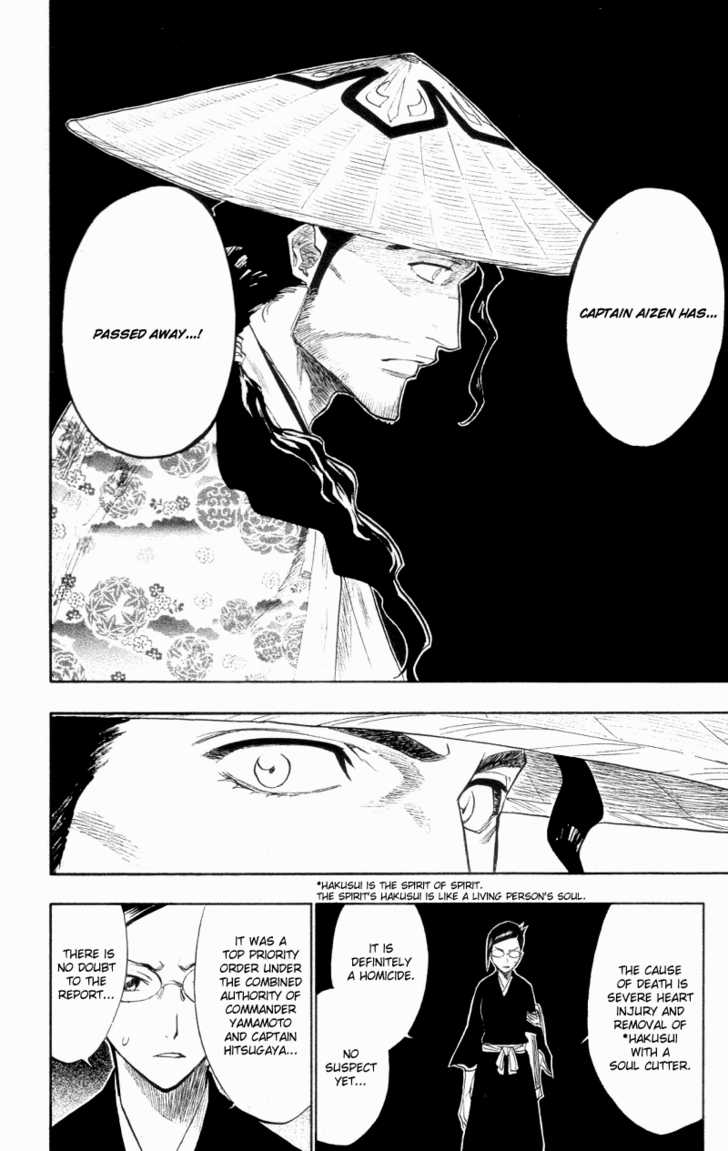 CAPTAIN AIZEN HAS...
PASSED AWAY...!
*HAKUSUI IS THE SPIRIT OF SPIRIT.
THE SPIRIT'S HAKUSUI IS LIKE A LIVING PERSON'S SOUL.
THE CAUSE
OF DEATH IS
SEVERE HEART
INJURY AND
REMOVAL OF
*HAKUSUI
WITH A
SOUL CUTTER.
IT IS
DEFINITELY
A HOMICIDE.
NO
SUSPECT
YET...
IT WAS A
TOP PRIORITY
ORDER UNDER
THE COMBINED
AUTHORITY OF
COMMANDER
YAMAMOTO
AND CAPTAIN
HITSUGAYA...
THERE IS
NO DOUBT
TO THE
REPORT...